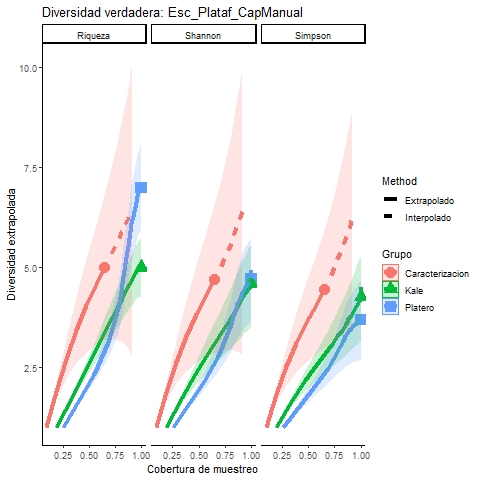 Diversidad verdadera: Esc_Plataf_CapManual
Riqueza Shannon Simpson
10.0
7.5
5.0
2.5
Diversidad extrapolada
0.25 0.50 0.75 1.00 0.25 0.50 0.75 1.00 0.25 0.50 0.75 1.00
Cobertura de muestreo
Method
Extrapolado
Interpolado
Grupo
Caracterizacion
Kale
Platero